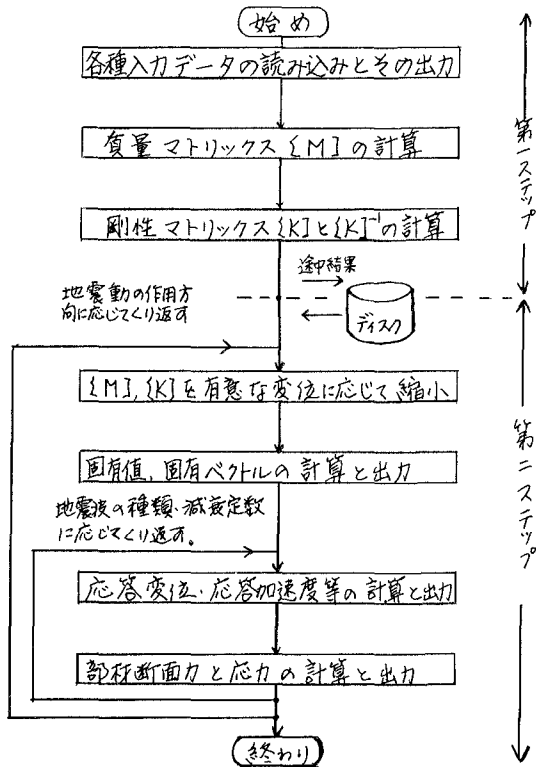 始め
各種入力データの読み込みとその出力
質量マトリックス[M]の計算
剛性マトリックス[K]と[K]⁻¹の計算
途中結果
地震動の作用方
向に応じてくり返す
ディスク
[M],[K]を有意な変位に応じて縮小
固有値,固有ベクトルの計算と出力
地震波の種類、減衰定数
に応じてくり返す。
応答変位・応答加速度等の計算と出力
部材断面力と応力の計算と出力
終わり
第一ステップ
第二ステップ